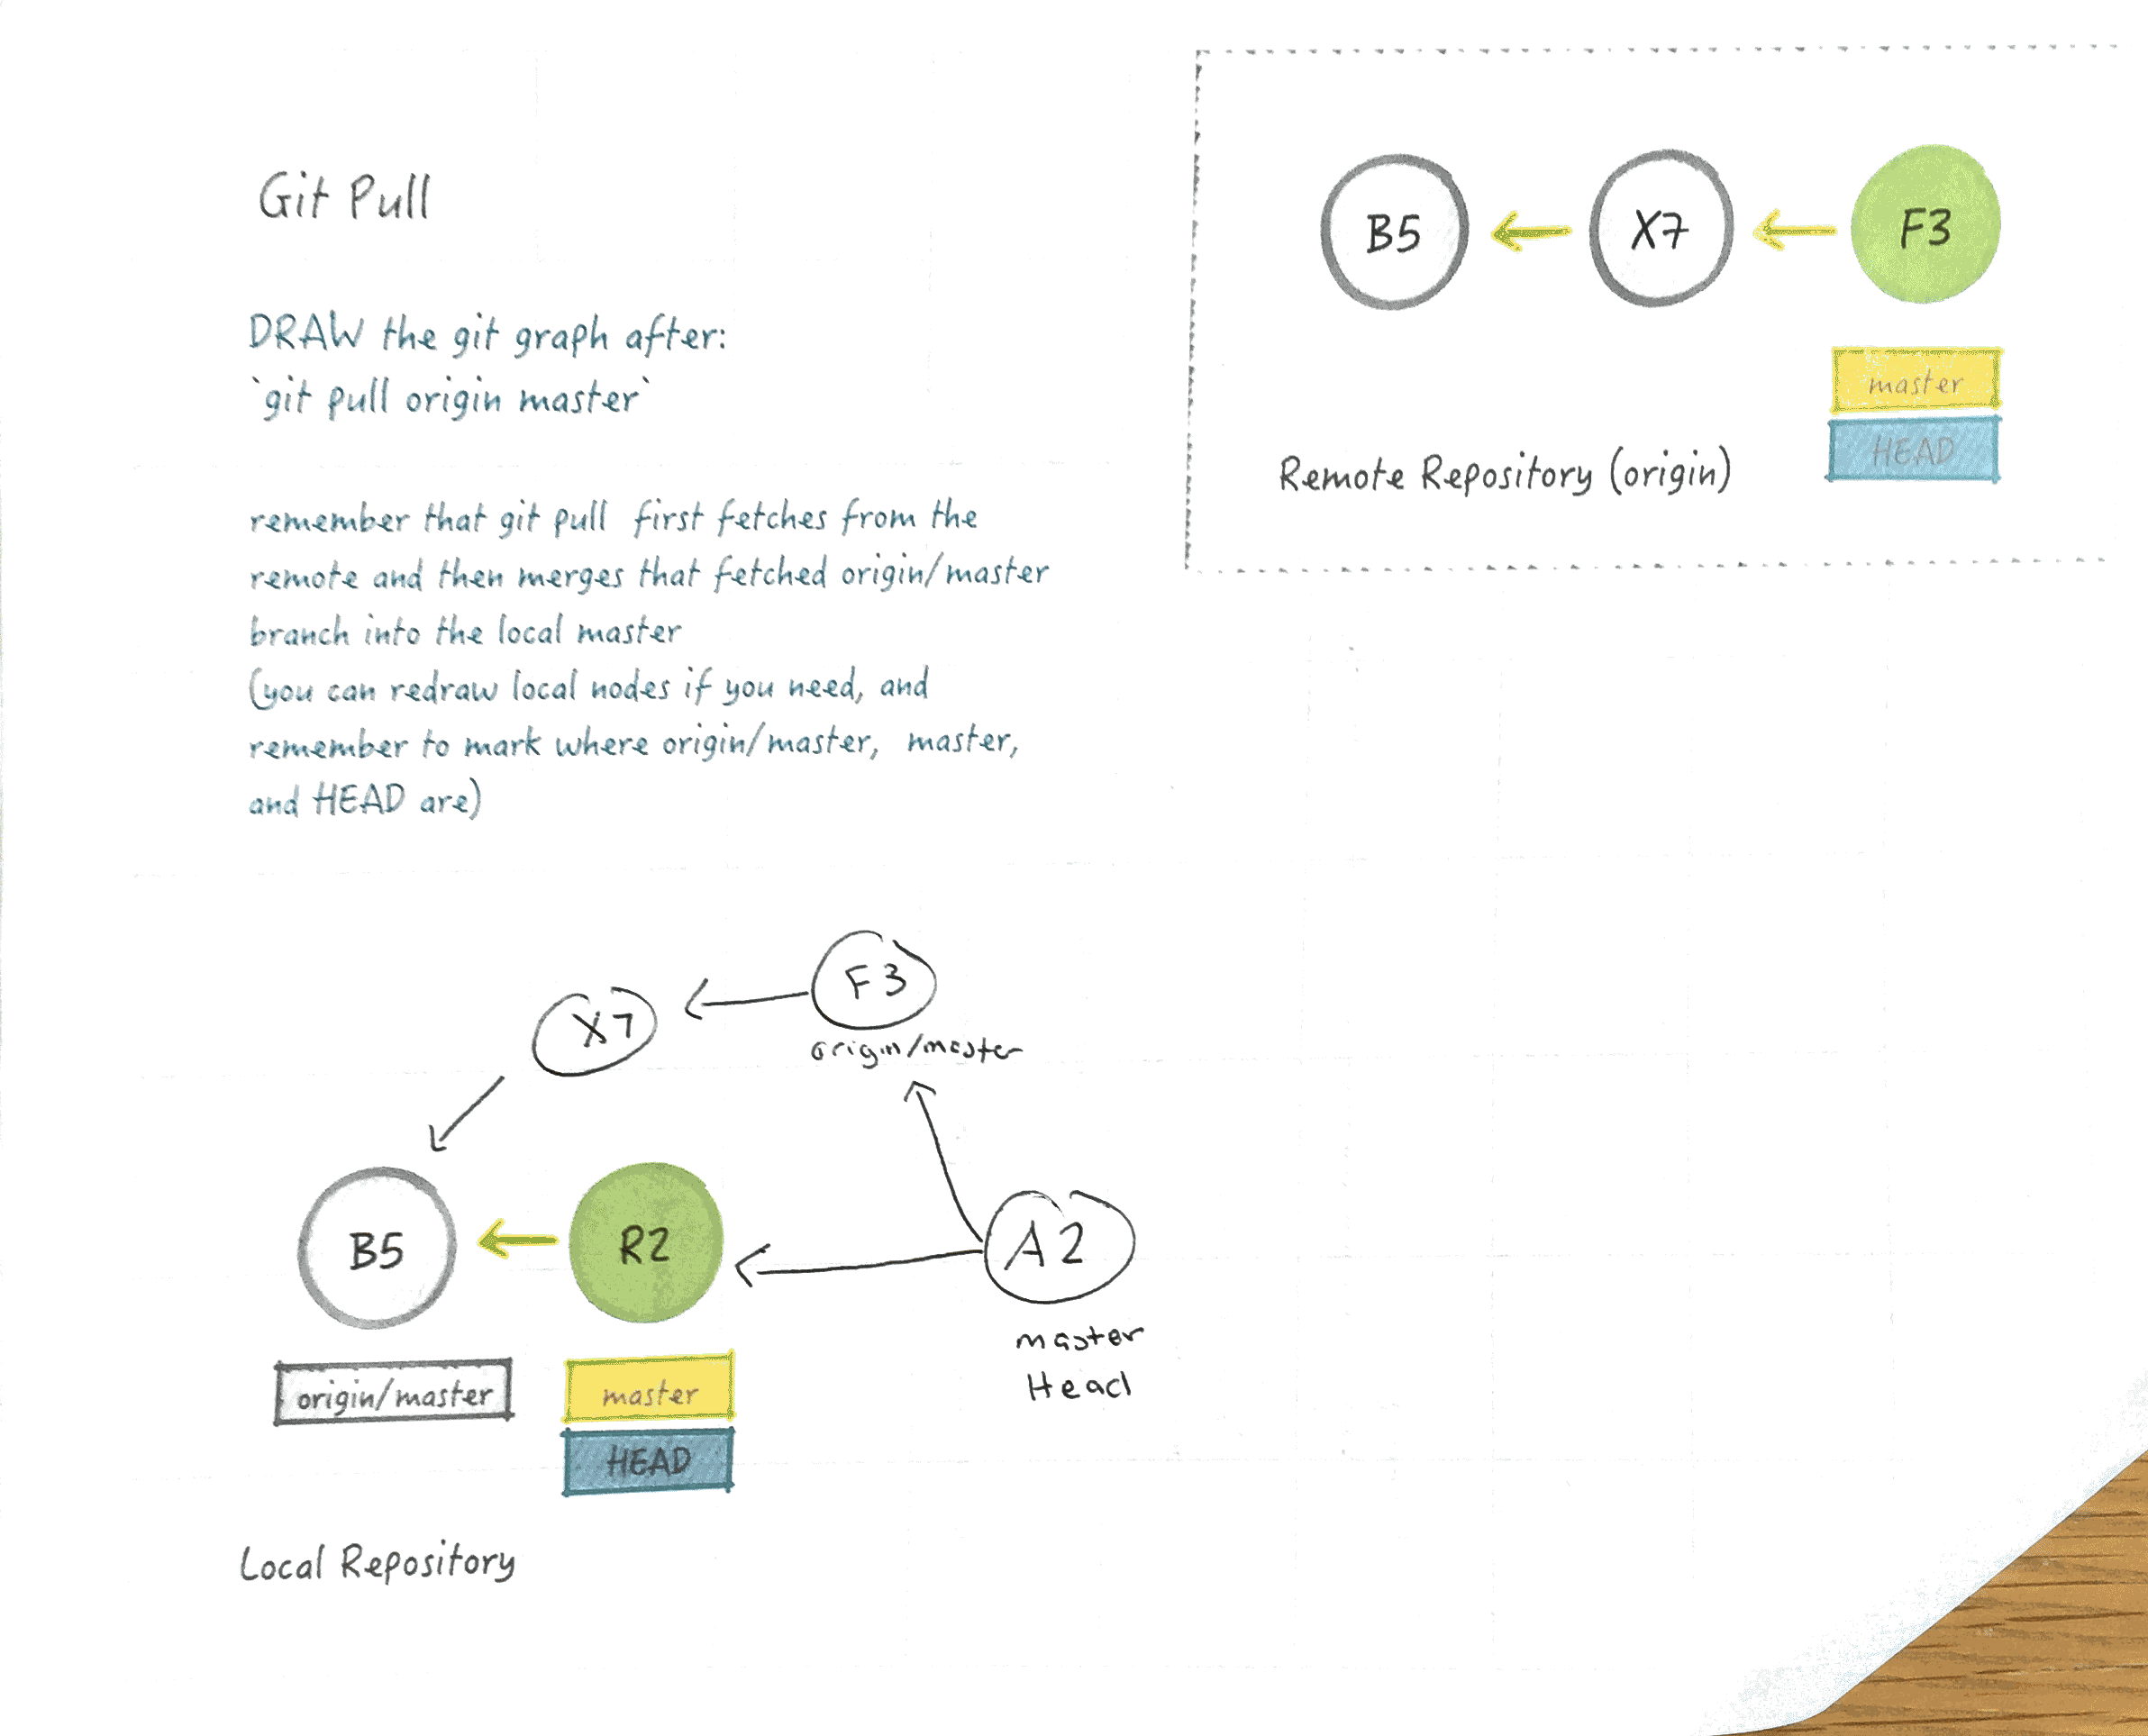 Git Pull
DRAW the git graph after:
`git pull origin master`
remember that git pull first fetches from the
remote and then merges that fetched origin/master
branch into the local master
(you can redraw local nodes if you need, and
remember to mark where origin/master, master,
and HEAD are)
B5 X7 F3
master
HEAD
Remote Repository (origin)
F3
X7
origin/master
B5 R2 A2
master
Head
origin/master master
HEAD
Local Repository